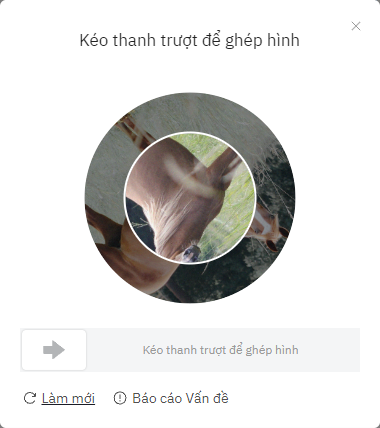 Kéo thanh trượt để ghép hình
Kéo thanh trượt để ghép hình
Làm mới
Báo cáo Vấn đề